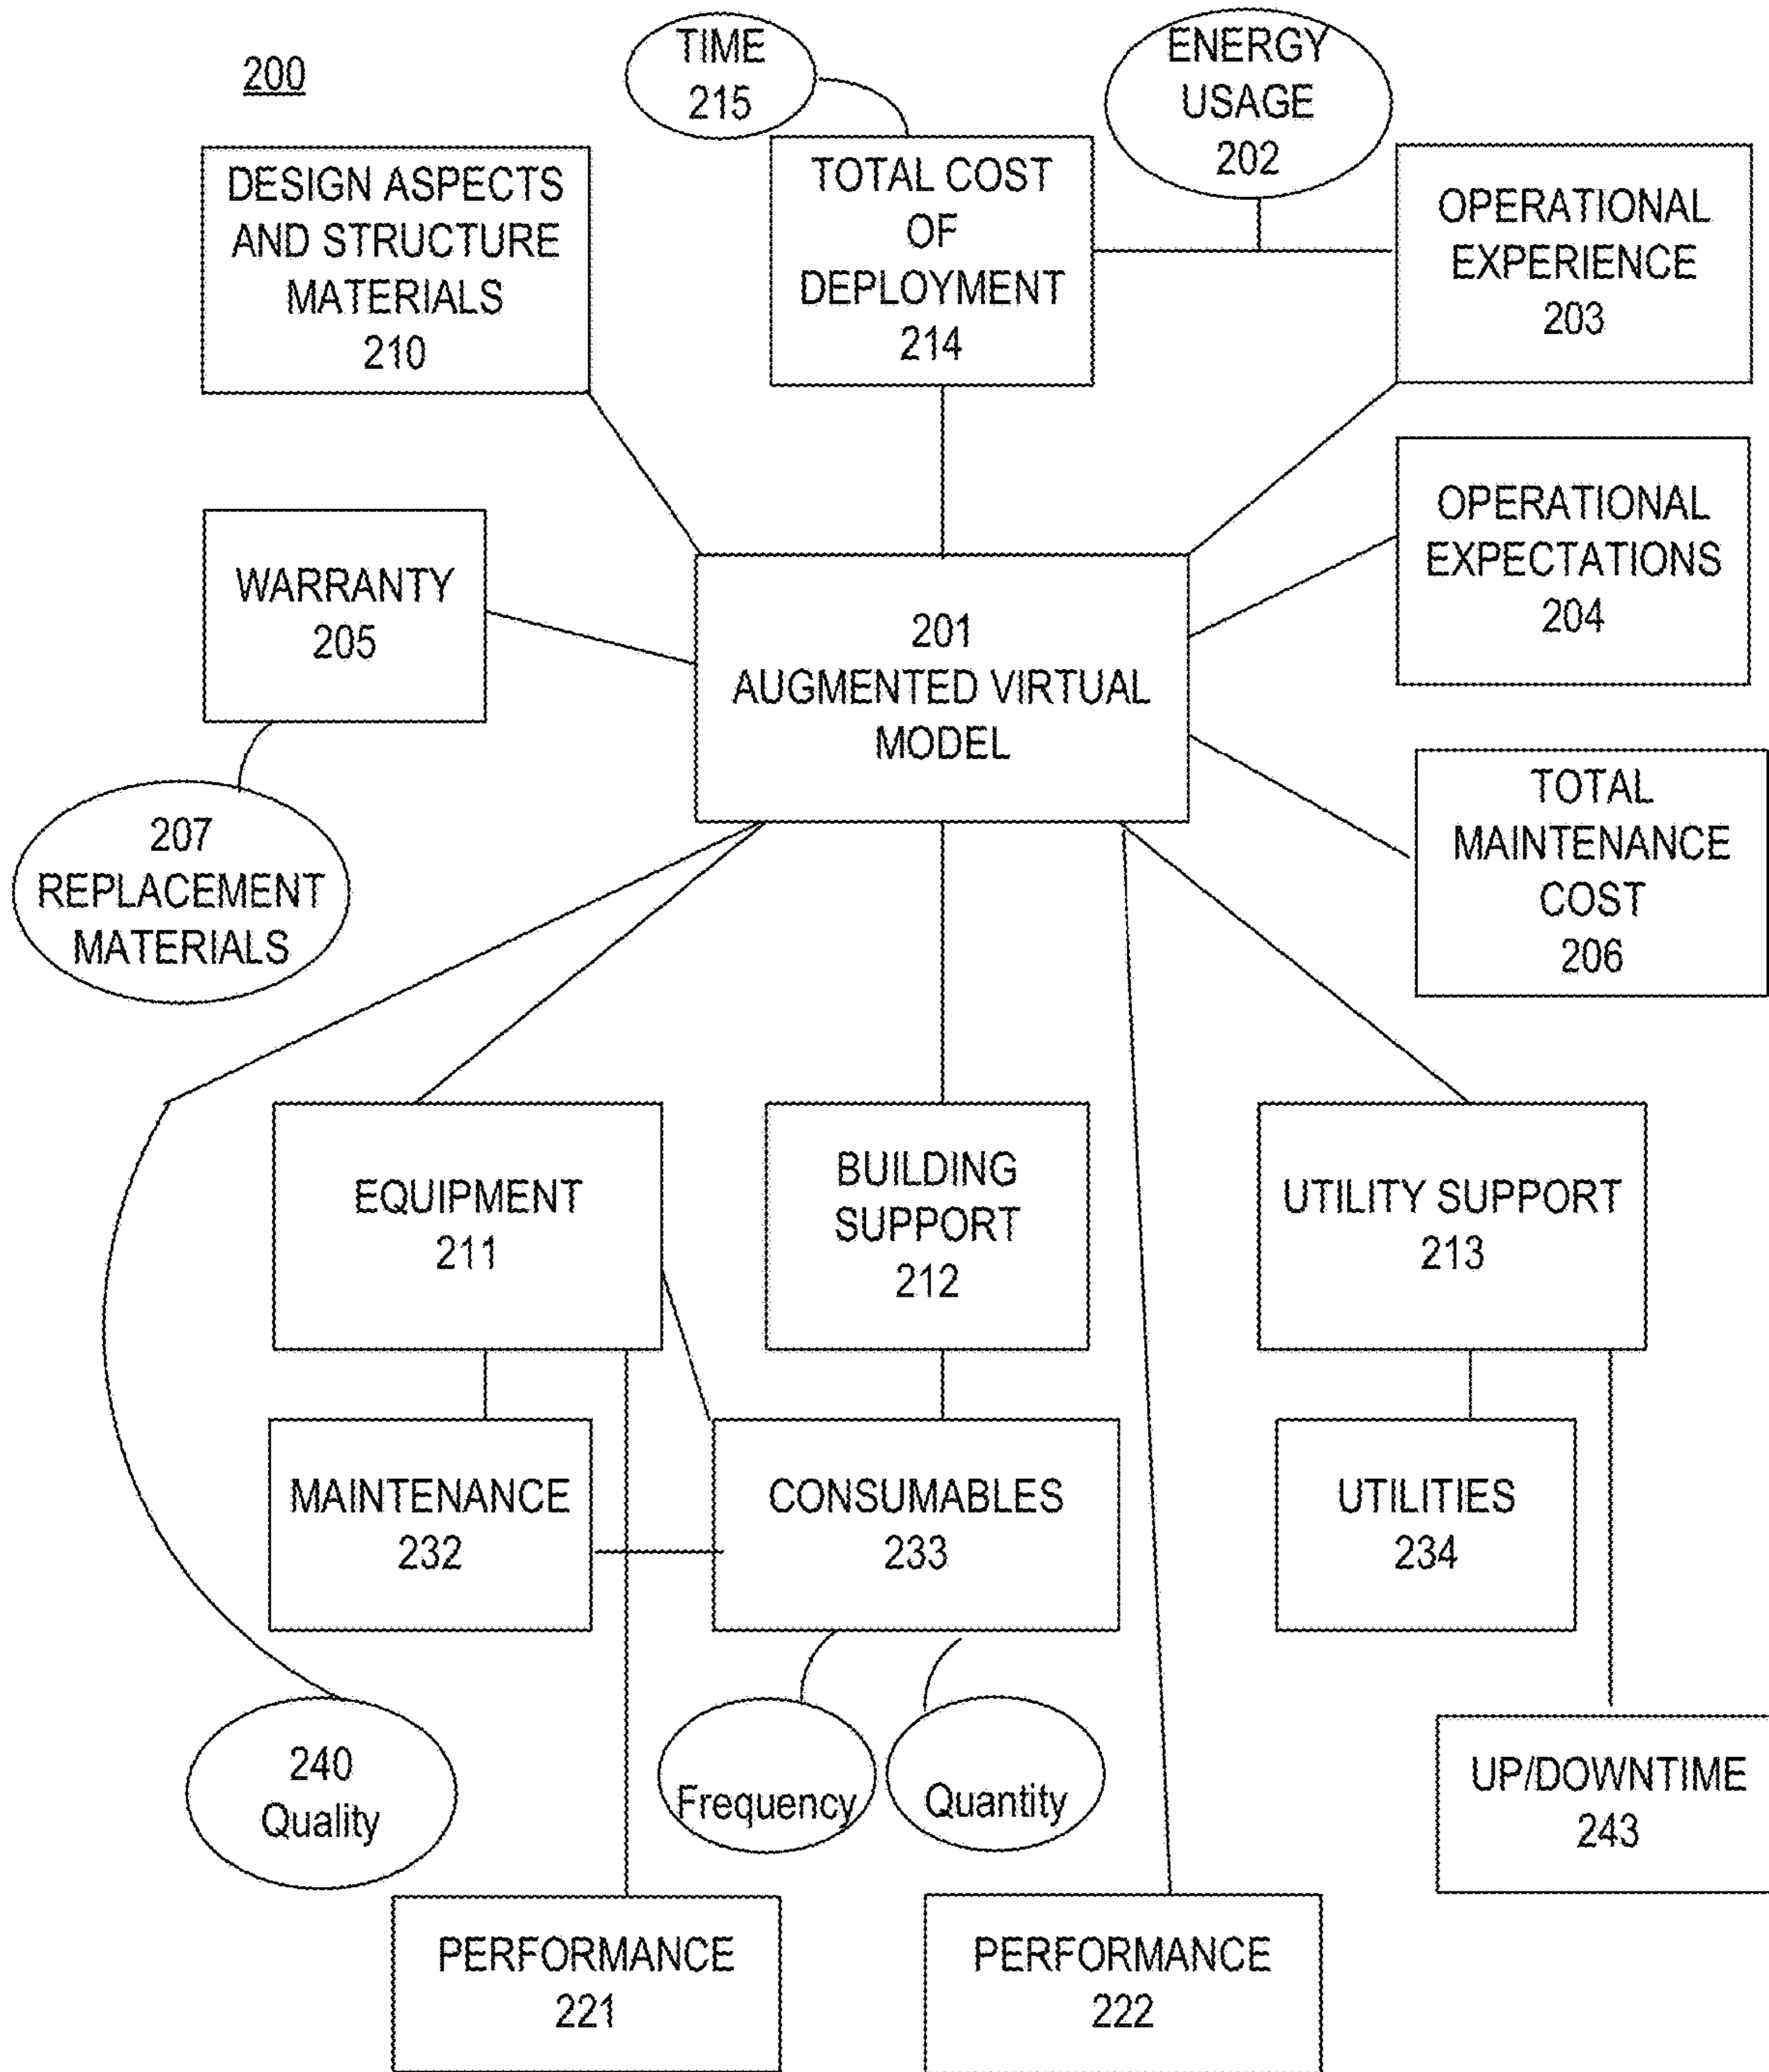 200
TIME
215
ENERGY
USAGE
202
DESIGN ASPECTS
AND STRUCTURE
MATERIALS
210
TOTAL COST
OF
DEPLOYMENT
214
OPERATIONAL
EXPERIENCE
203
OPERATIONAL
EXPECTATIONS
204
WARRANTY
205
201
AUGMENTED VIRTUAL
MODEL
TOTAL
MAINTENANCE
COST
206
207
REPLACEMENT
MATERIALS
EQUIPMENT
211
BUILDING
SUPPORT
212
UTILITY SUPPORT
213
MAINTENANCE
232
CONSUMABLES
233
UTILITIES
234
240
Quality
Frequency
Quantity
UP/DOWNTIME
243
PERFORMANCE
221
PERFORMANCE
222